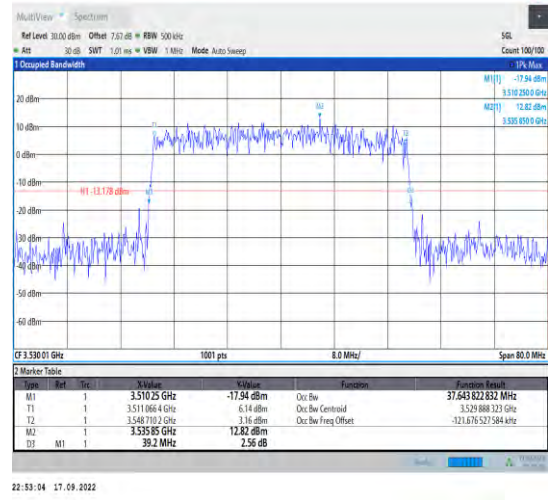 MultiView Spectrum
Ref Level 30.00 dBm Offset 7.67 dB RBW 500 kHz SGL
Att 30 dB SWT 1.01 ms VBW 1 MHz Mode Auto Sweep Count 100/100
1 Occupied Bandwidth 1Pk Max
M1[1] -17.94 dBm
3.510 250 0 GHz
M2[1] 12.82 dBm
3.535 850 0 GHz
20 dBm
M2
10 dBm
T1
T2
0 dBm
-10 dBm
H1 -13.178 dBm
M1
D3
-20 dBm
-30 dBm
-40 dBm
-50 dBm
-60 dBm
CF 3.530 01 GHz 1001 pts 8.0 MHz/ Span 80.0 MHz
2 Marker Table
Type Ref Trc X-Value Y-Value Function Function Result
M1 1 3.510 25 GHz -17.94 dBm Occ Bw 37.643 822 832 MHz
T1 1 3.511 066 4 GHz 6.14 dBm Occ Bw Centroid 3.529 888 323 GHz
T2 1 3.548 710 2 GHz 3.16 dBm Occ Bw Freq Offset -121.676 527 584 kHz
M2 1 3.535 85 GHz 12.82 dBm
D3 M1 1 39.2 MHz 2.56 dB
22:53:04 17.09.2022